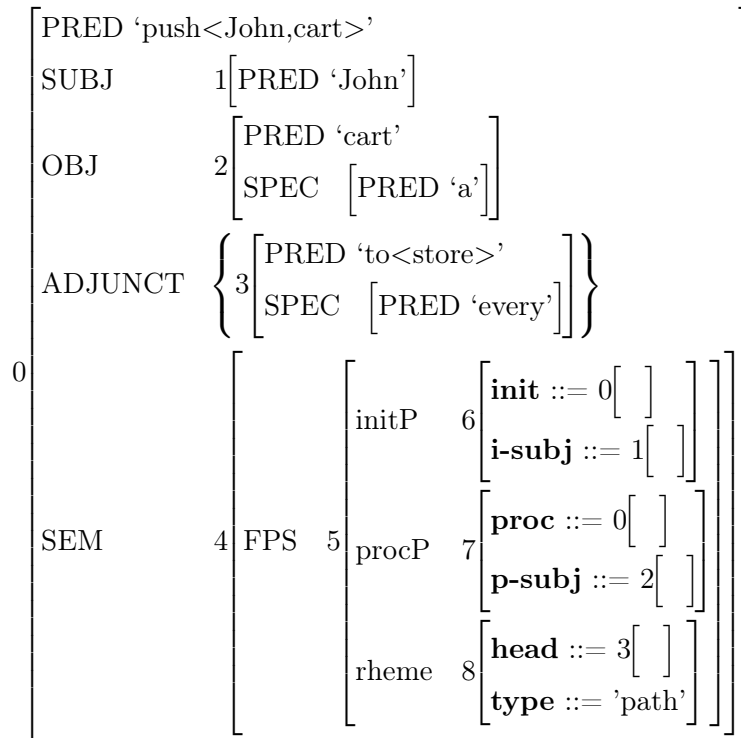 PRED ‘push<John,cart>’
SUBJ 1[PRED ‘John’]
OBJ 2[PRED ‘cart’
SPEC [PRED ‘a’]]
ADJUNCT {3[PRED ‘to<store>’
SPEC [PRED ‘every’]]}
0
SEM 4[FPS 5[
initP 6[init ::= 0[ ]
i-subj ::= 1[ ]]
procP 7[proc ::= 0[ ]
p-subj ::= 2[ ]]
rheme 8[head ::= 3[ ]
type ::= 'path']]]